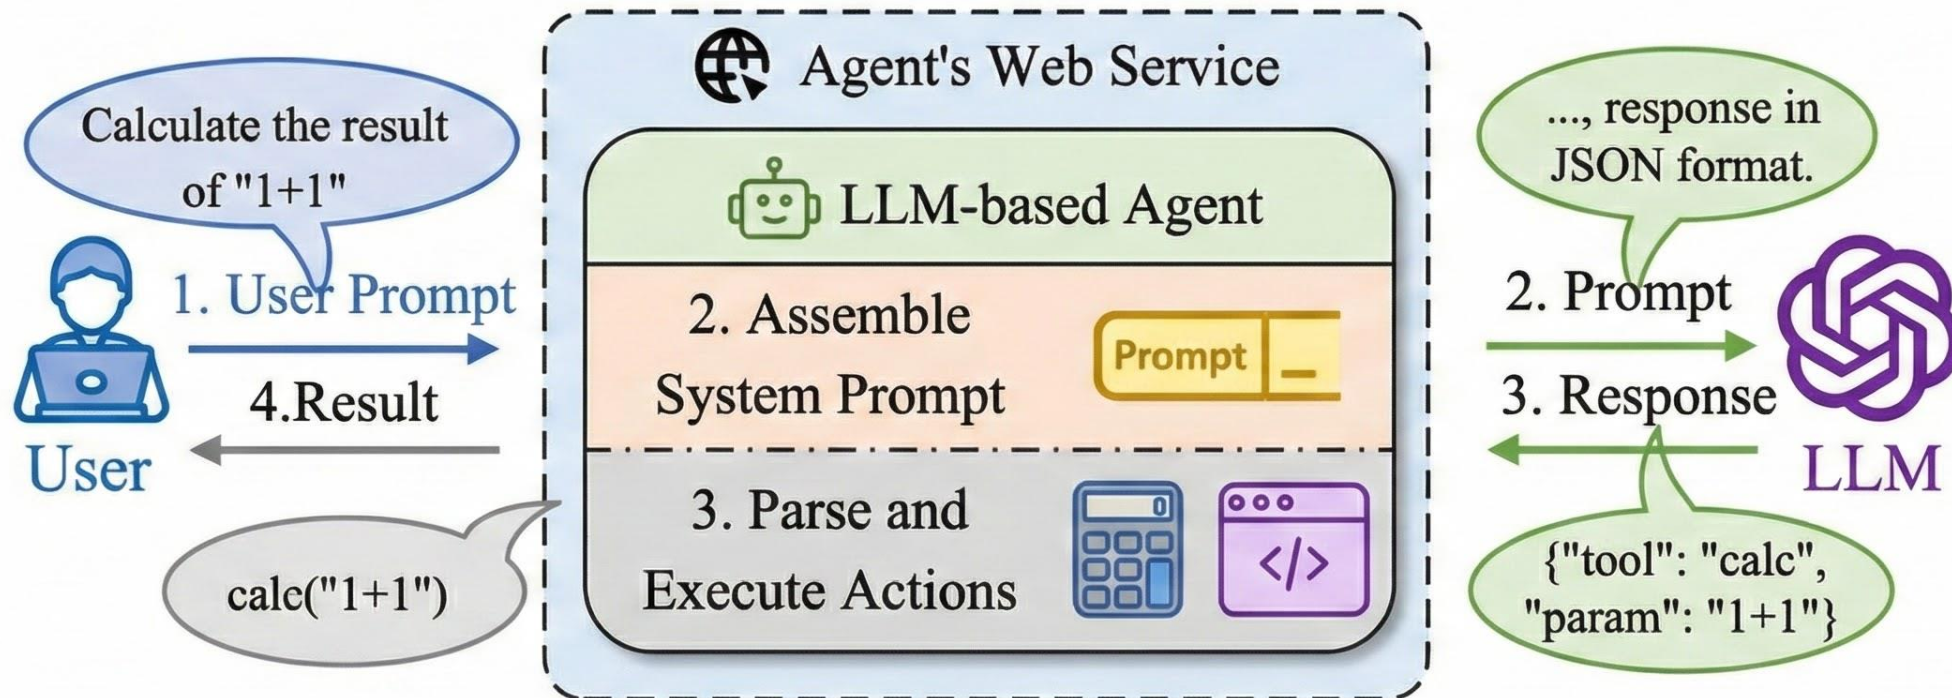 Agent's Web Service
Calculate the result
of "1+1"
1. User Prompt
4.Result
User
calc("1+1")
LLM-based Agent
2. Assemble
System Prompt
Prompt _
3. Parse and
Execute Actions
0
</>
..., response in
JSON format.
2. Prompt
3. Response
LLM
{"tool": "calc",
"param": "1+1"}